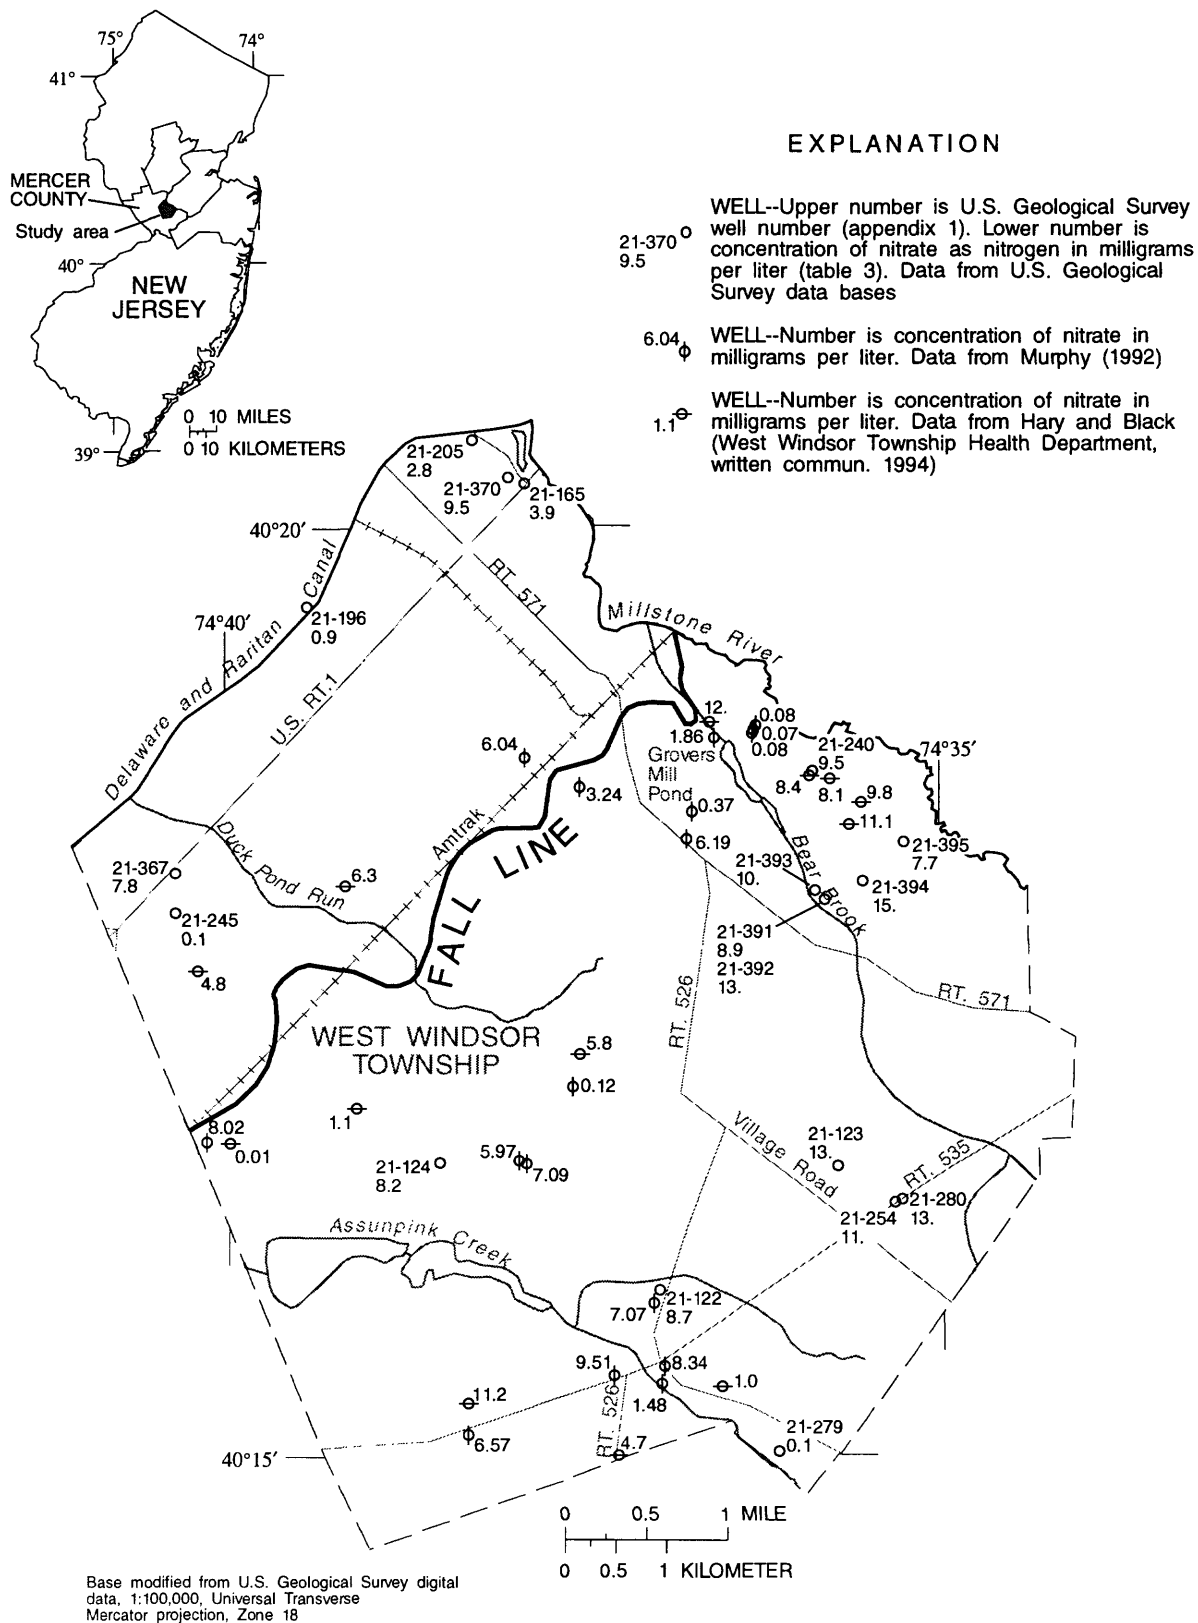 75°
74°
41°
MERCER
COUNTY
Study area
40°
NEW
JERSEY
39°
0 10 MILES
0 10 KILOMETERS
EXPLANATION
21-370
9.5
WELL--Upper number is U.S. Geological Survey
well number (appendix 1). Lower number is
concentration of nitrate as nitrogen in milligrams
per liter (table 3). Data from U.S. Geological
Survey data bases
6.04
WELL--Number is concentration of nitrate in
milligrams per liter. Data from Murphy (1992)
1.1
WELL--Number is concentration of nitrate in
milligrams per liter. Data from Hary and Black
(West Windsor Township Health Department,
written commun. 1994)
21-205
2.8
21-370
9.5
21-165
3.9
40°20′
RT. 571
21-196
0.9
74°40′
Delaware and Raritan Canal
U.S. RT.1
Millstone River
12.
1.86
0.08
0.07
0.08
21-240
9.5
74°35′
6.04
Grovers
Mill
Pond
8.4
8.1
9.8
3.24
0.37
11.1
Amtrak
6.19
21-395
7.7
Duck Pond Run
FALL LINE
21-367
7.8
6.3
21-393
10.
Bear Brook
21-394
15.
21-245
0.1
21-391
8.9
21-392
13.
4.8
RT. 526
RT. 571
WEST WINDSOR
TOWNSHIP
5.8
0.12
1.1
8.02
0.01
Village Road
21-123
13.
RT. 535
21-124
8.2
5.97
7.09
21-280
13.
21-254
11.
Assunpink Creek
21-122
8.7
7.07
9.51
8.34
1.0
1.48
11.2
RT. 526
6.57
4.7
21-279
0.1
40°15′
0 0.5 1 MILE
0 0.5 1 KILOMETER
Base modified from U.S. Geological Survey digital
data, 1:100,000, Universal Transverse
Mercator projection, Zone 18